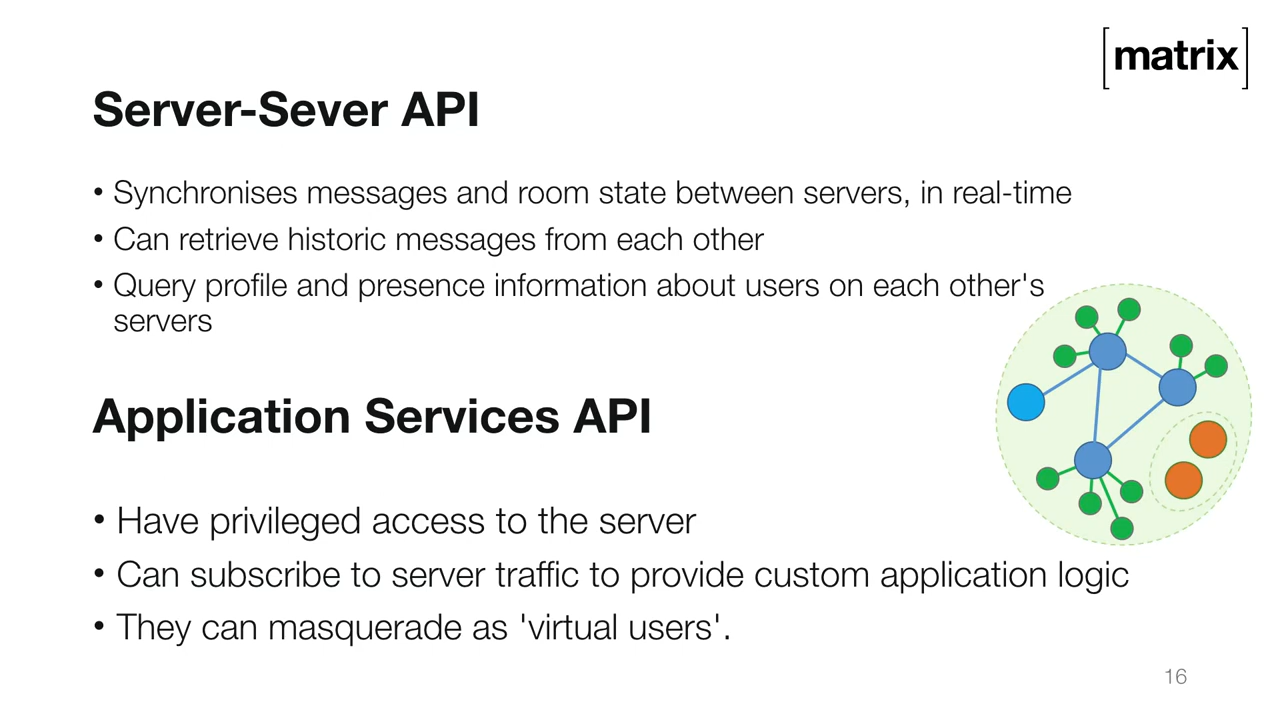 [matrix]
Server-Sever API
• Synchronises messages and room state between servers, in real-time
• Can retrieve historic messages from each other
• Query profile and presence information about users on each other's
servers
Application Services API
• Have privileged access to the server
• Can subscribe to server traffic to provide custom application logic
• They can masquerade as 'virtual users'.
16